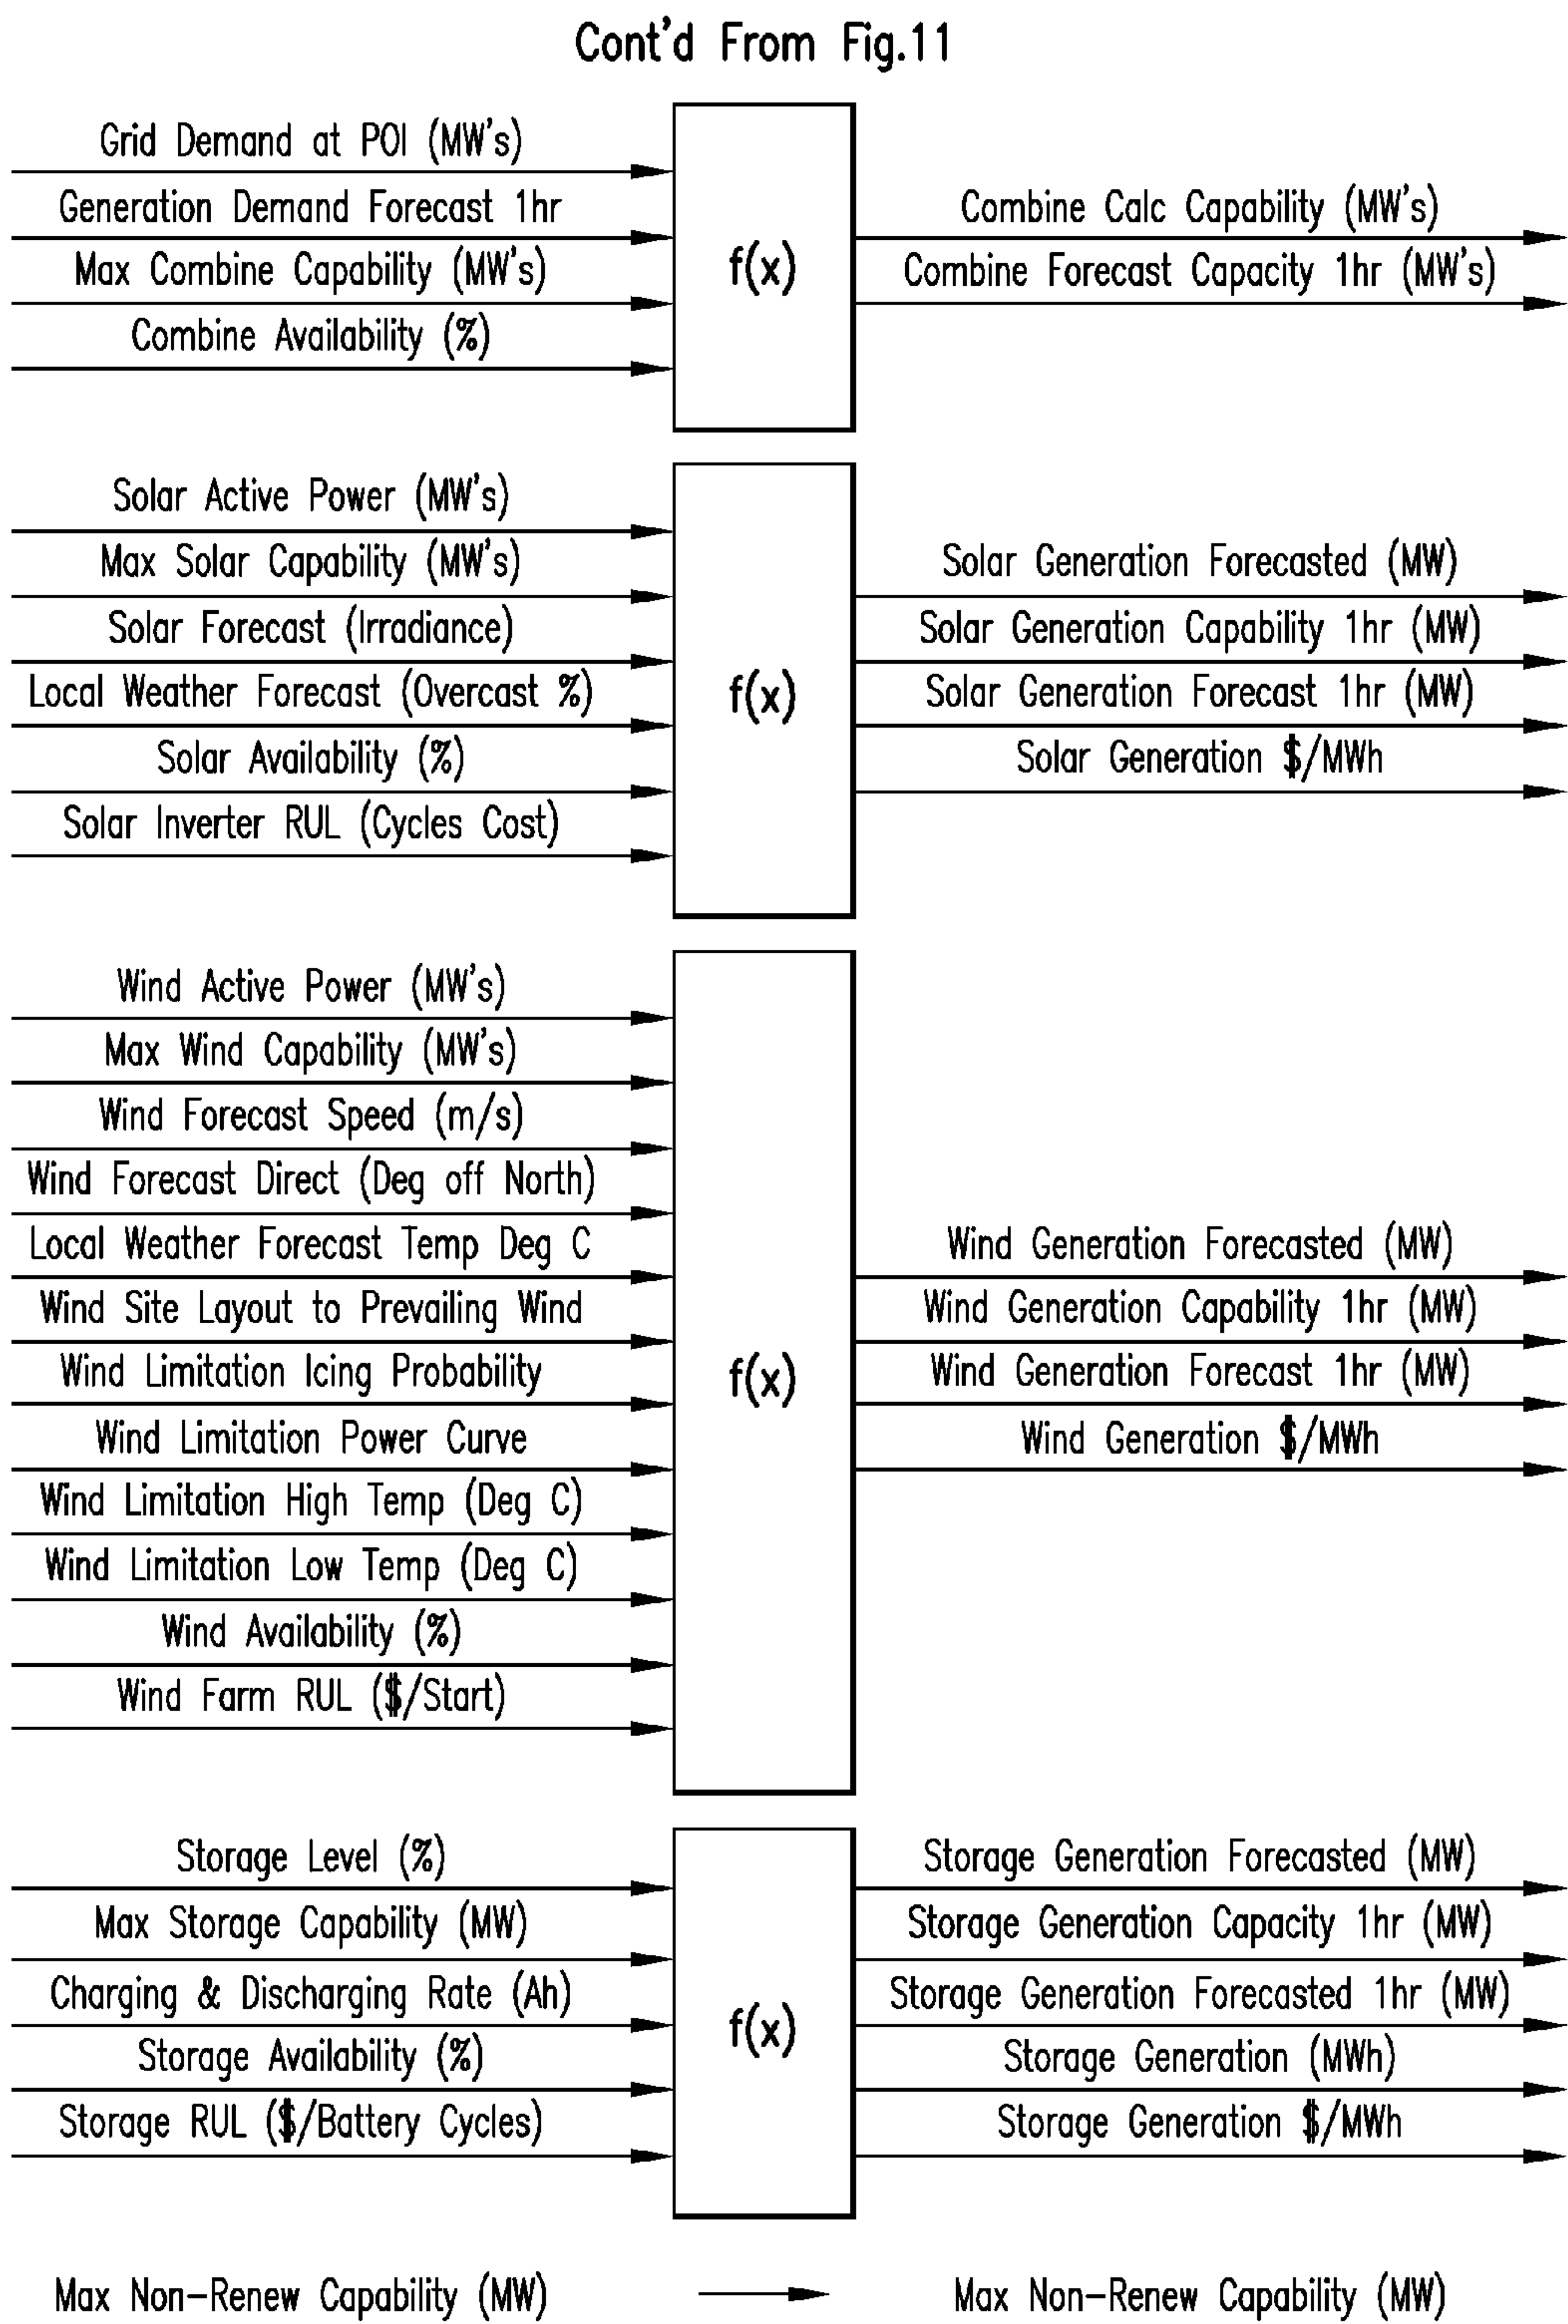 Cont'd From Fig.11
Grid Demand at POI (MW's)
Generation Demand Forecast 1hr
Max Combine Capability (MW's)
Combine Availability (%)
f(x)
Combine Calc Capability (MW's)
Combine Forecast Capacity 1hr (MW's)
Solar Active Power (MW's)
Max Solar Capability (MW's)
Solar Forecast (Irradiance)
Local Weather Forecast (Overcast %)
Solar Availability (%)
Solar Inverter RUL (Cycles Cost)
f(x)
Solar Generation Forecasted (MW)
Solar Generation Capability 1hr (MW)
Solar Generation Forecast 1hr (MW)
Solar Generation $/MWh
Wind Active Power (MW's)
Max Wind Capability (MW's)
Wind Forecast Speed (m/s)
Wind Forecast Direct (Deg off North)
Local Weather Forecast Temp Deg C
Wind Site Layout to Prevailing Wind
Wind Limitation Icing Probability
Wind Limitation Power Curve
Wind Limitation High Temp (Deg C)
Wind Limitation Low Temp (Deg C)
Wind Availability (%)
Wind Farm RUL ($/Start)
f(x)
Wind Generation Forecasted (MW)
Wind Generation Capability 1hr (MW)
Wind Generation Forecast 1hr (MW)
Wind Generation $/MWh
Storage Level (%)
Max Storage Capability (MW)
Charging & Discharging Rate (Ah)
Storage Availability (%)
Storage RUL ($/Battery Cycles)
f(x)
Storage Generation Forecasted (MW)
Storage Generation Capacity 1hr (MW)
Storage Generation Forecasted 1hr (MW)
Storage Generation (MWh)
Storage Generation $/MWh
Max Non-Renew Capability (MW)
Max Non-Renew Capability (MW)